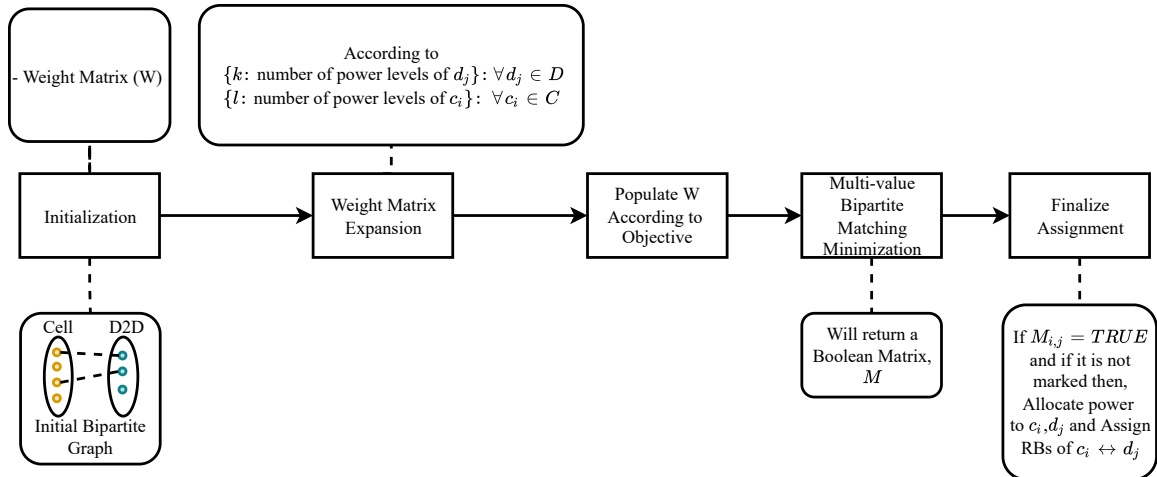 - Weight Matrix (W)
According to
{k: number of power levels of d_j}: ∀d_j ∈ D
{l: number of power levels of c_i}: ∀c_i ∈ C
Initialization
Weight Matrix
Expansion
Populate W
According to
Objective
Multi-value
Bipartite
Matching
Minimization
Finalize
Assignment
Cell D2D
Initial Bipartite
Graph
Will return a
Boolean Matrix,
M
If M_{i,j} = TRUE
and if it is not
marked then,
Allocate power
to c_i,d_j and Assign
RBs of c_i ↔ d_j